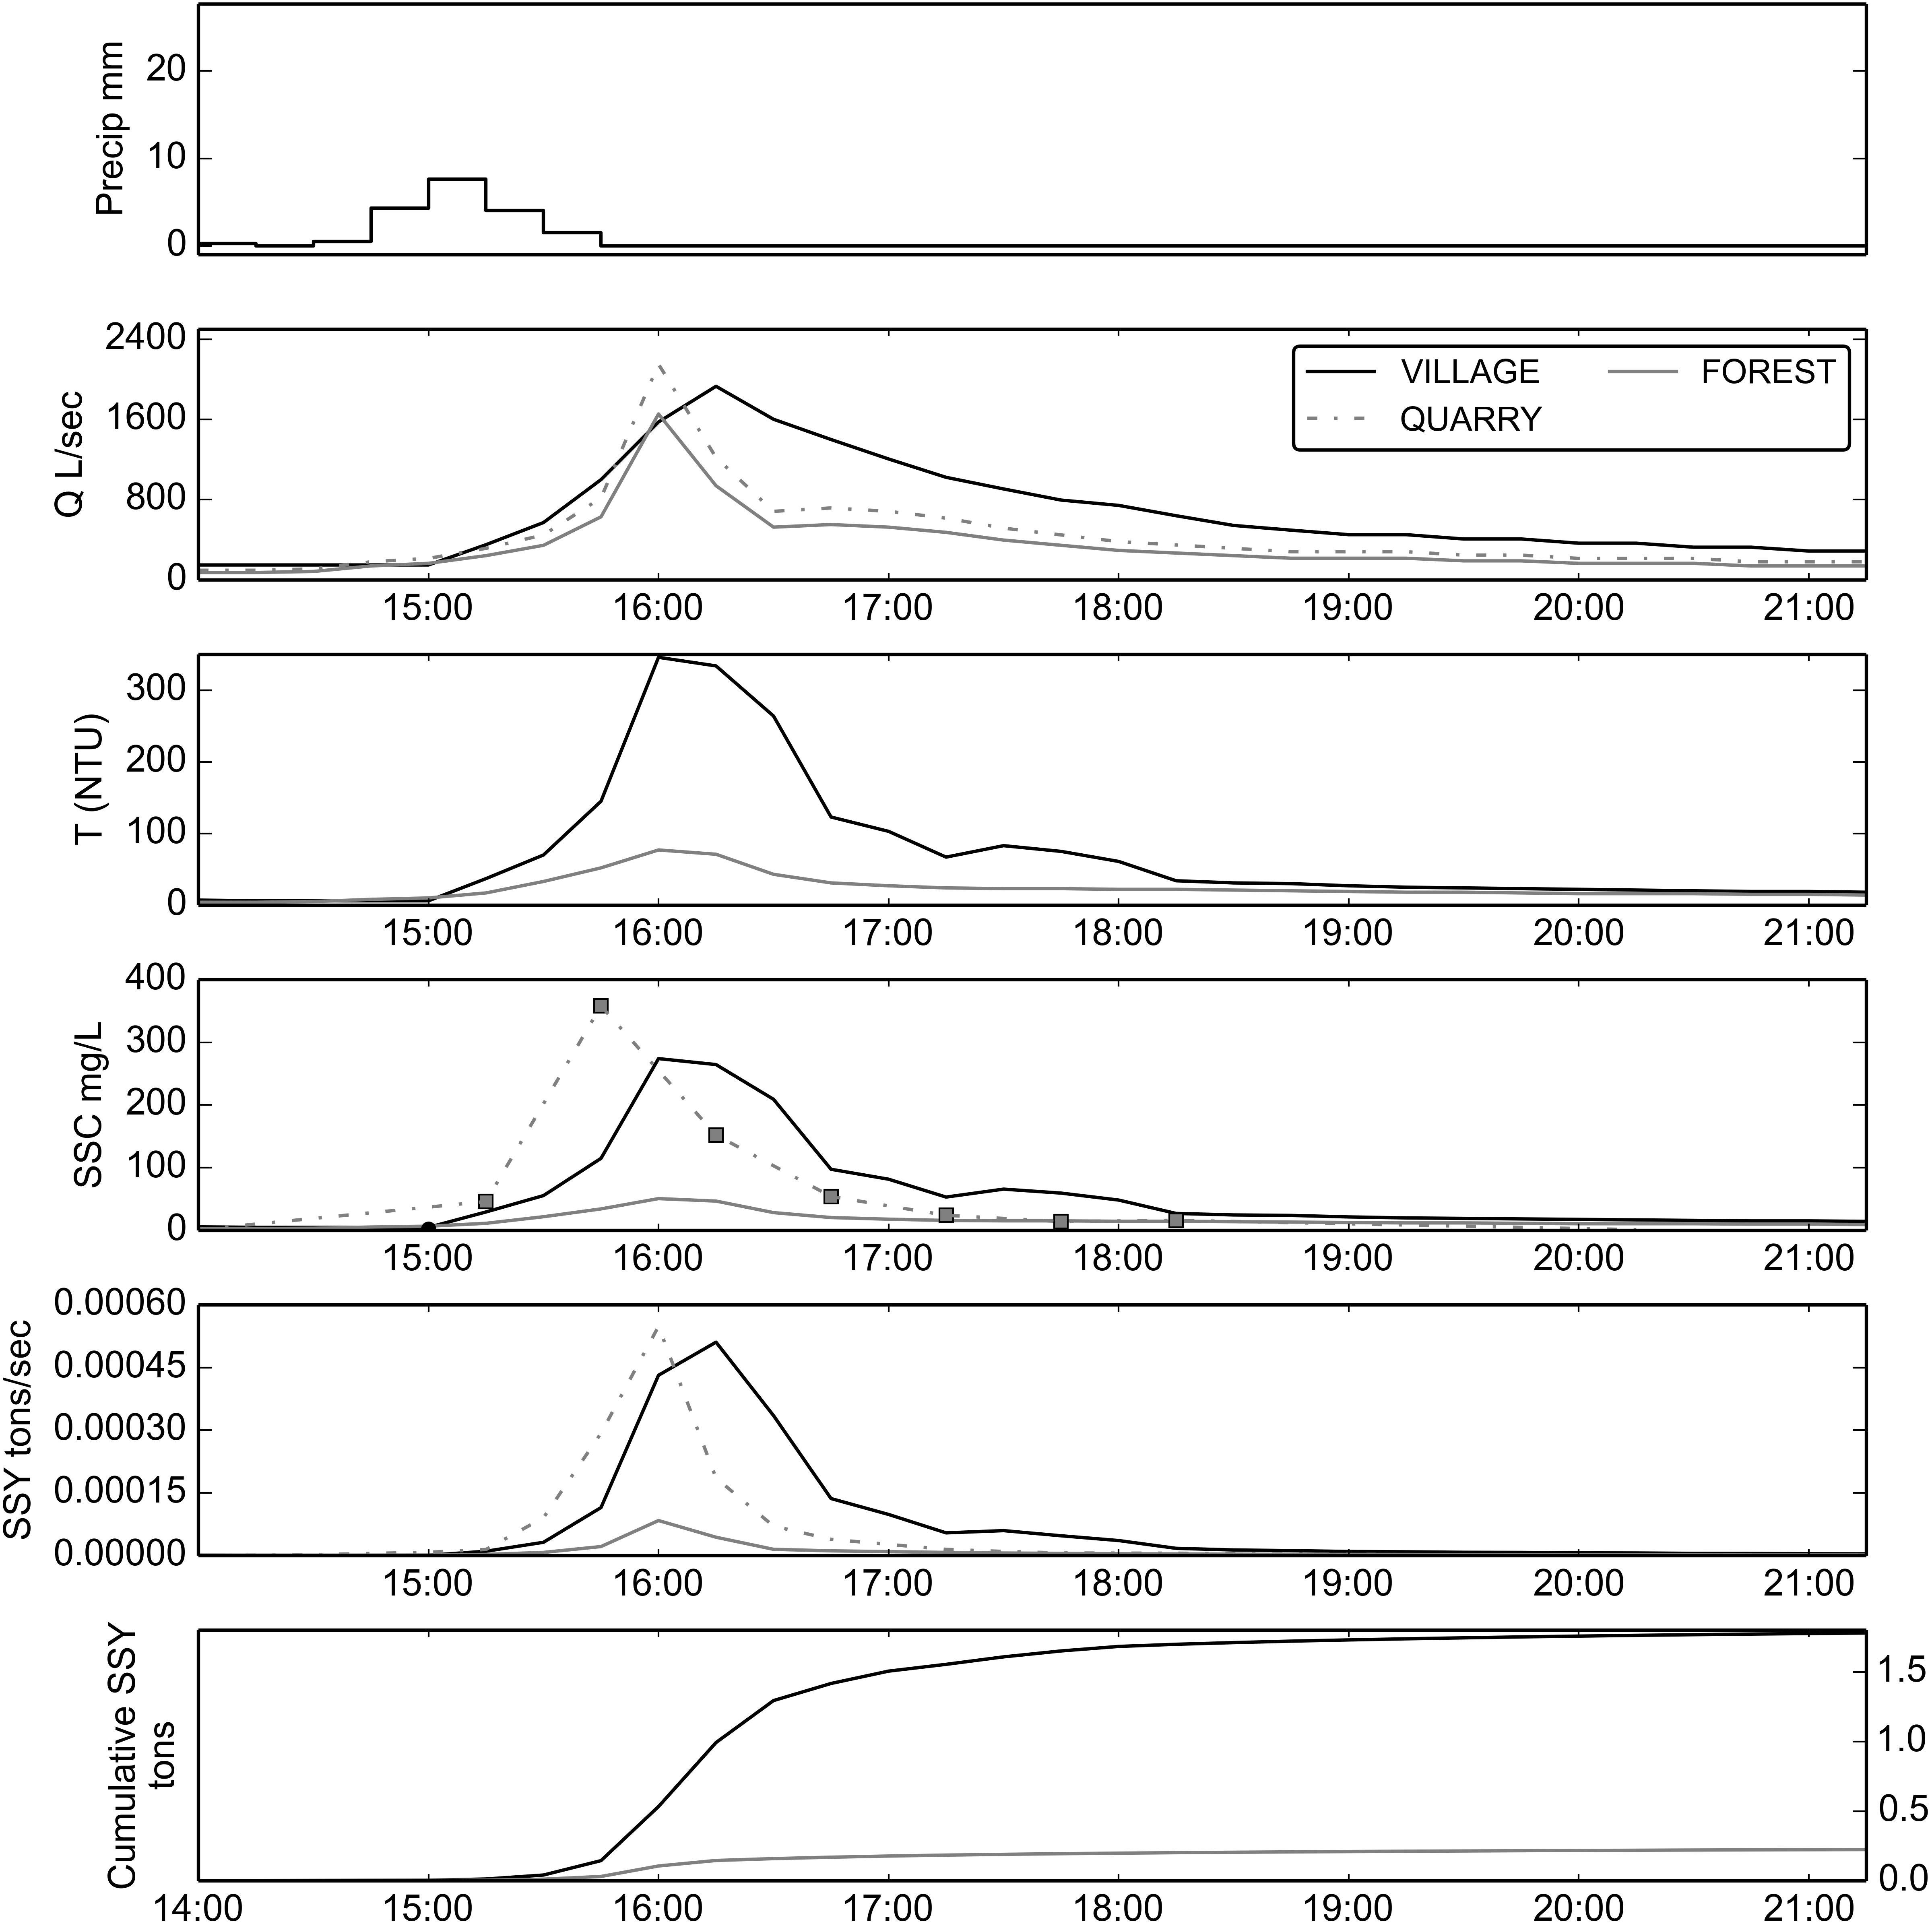 Precip mm
20
10
0
Q L/sec
2400
1600
800
0
VILLAGE FOREST
QUARRY
15:00 16:00 17:00 18:00 19:00 20:00 21:00
T (NTU)
300
200
100
0
15:00 16:00 17:00 18:00 19:00 20:00 21:00
SSC mg/L
400
300
200
100
0
15:00 16:00 17:00 18:00 19:00 20:00 21:00
SSY tons/sec
0.00060
0.00045
0.00030
0.00015
0.00000
15:00 16:00 17:00 18:00 19:00 20:00 21:00
Cumulative SSY
tons
1.5
1.0
0.5
0.0
14:00 15:00 16:00 17:00 18:00 19:00 20:00 21:00